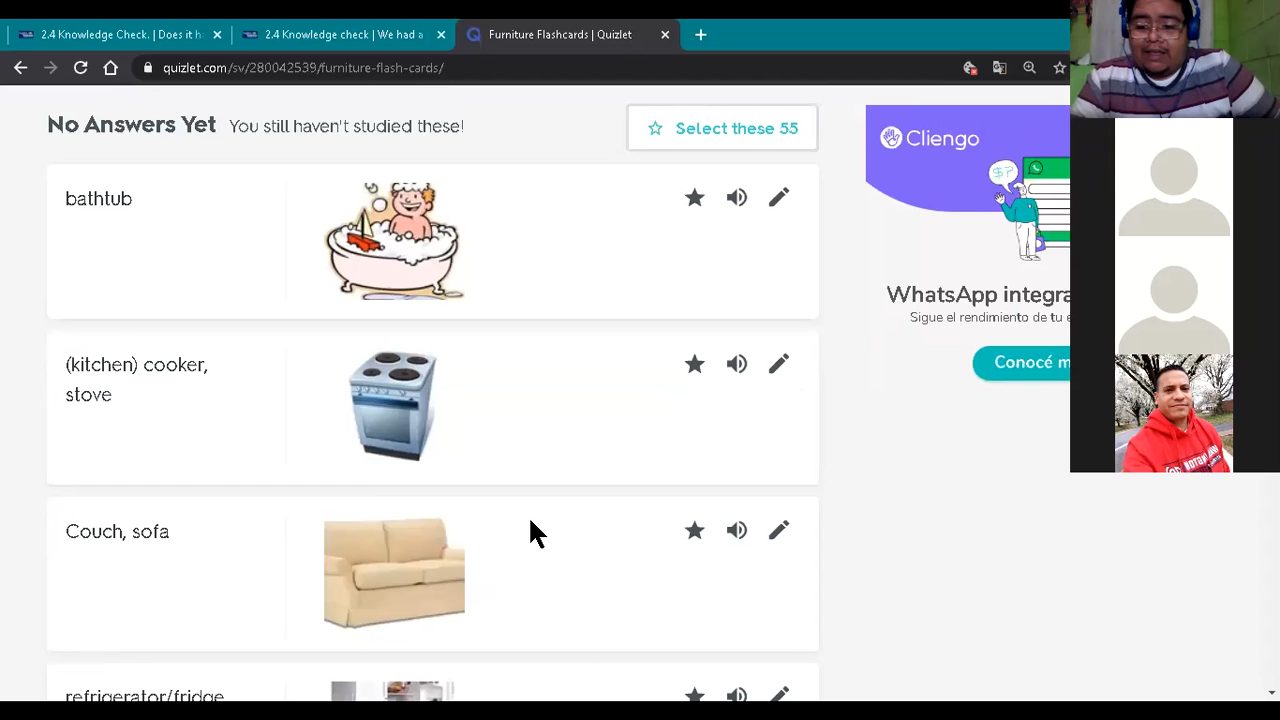 2.4 Knowledge Check. | Does it h
2.4 Knowledge check | We had a
Furniture Flashcards | Quizlet
quizlet.com/sv/280042539/furniture-flash-cards/
No Answers Yet You still haven't studied these!
Select these 55
Cliengo
$?
bathtub
WhatsApp integra
Sigue el rendimiento de tu e
Conocé m
(kitchen) cooker,
stove
Couch, sofa
refrigerator/fridge